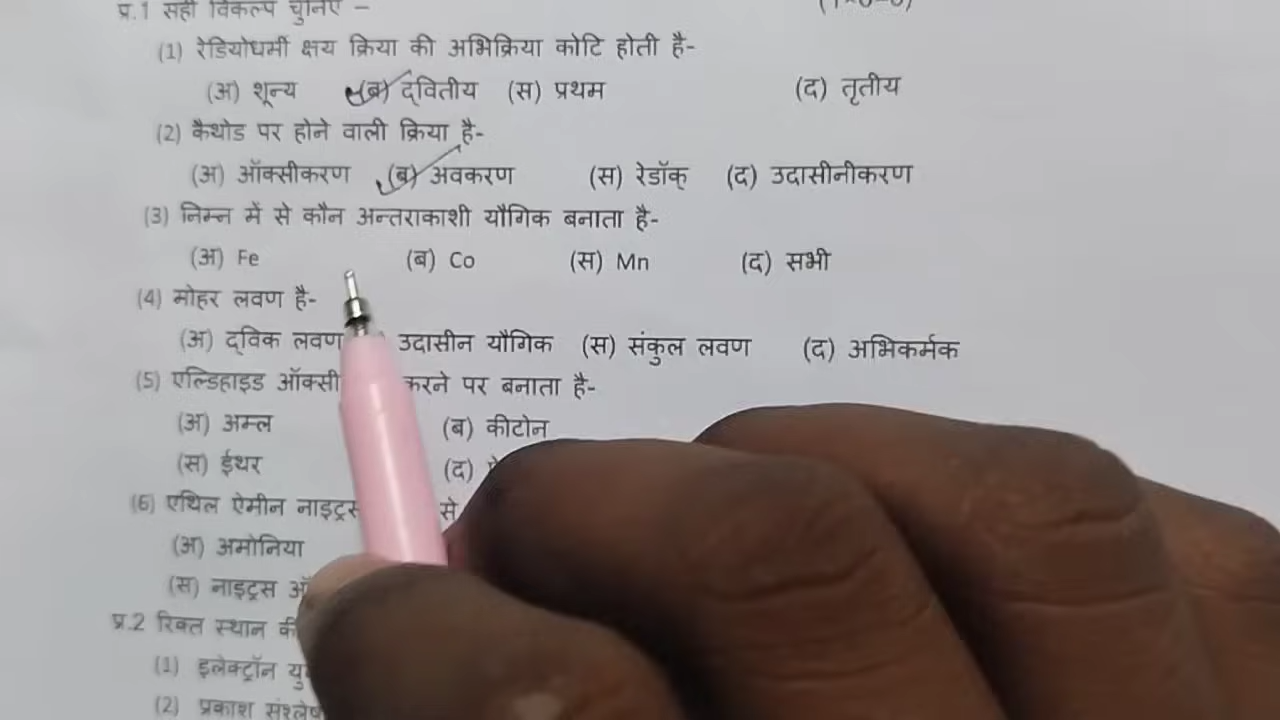 प्र.1 सही विकल्प चुनिए –
(1) रेडियोधर्मी क्षय क्रिया की अभिक्रिया कोटि होती है-
(अ) शून्य (ब) द्वितीय (स) प्रथम (द) तृतीय
(2) कैथोड पर होने वाली क्रिया है-
(अ) ऑक्सीकरण (ब) अवकरण (स) रेडॉक् (द) उदासीनीकरण
(3) निम्न में से कौन अन्तराकाशी यौगिक बनाता है-
(अ) Fe (ब) Co (स) Mn (द) सभी
(4) मोहर लवण है-
(अ) द्विक लवण उदासीन यौगिक (स) संकुल लवण (द) अभिकर्मक
(5) एल्डिहाइड ऑक्सी करने पर बनाता है-
(अ) अम्ल (ब) कीटोन
(स) ईथर (द)
(6) एथिल ऐमीन नाइट्रस से
(अ) अमोनिया
(स) नाइट्रस
प्र.2 रिक्त स्थान
(1) इलेक्ट्रॉन
(2) प्रकाश